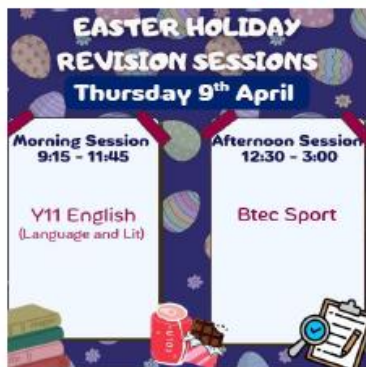 EASTER HOLIDAY
REVISION SESSIONS
Thursday 9th April
Morning Session
9:15 - 11:45
Y11 English
(Language and Lit)
Afternoon Session
12:30 - 3:00
Btec Sport